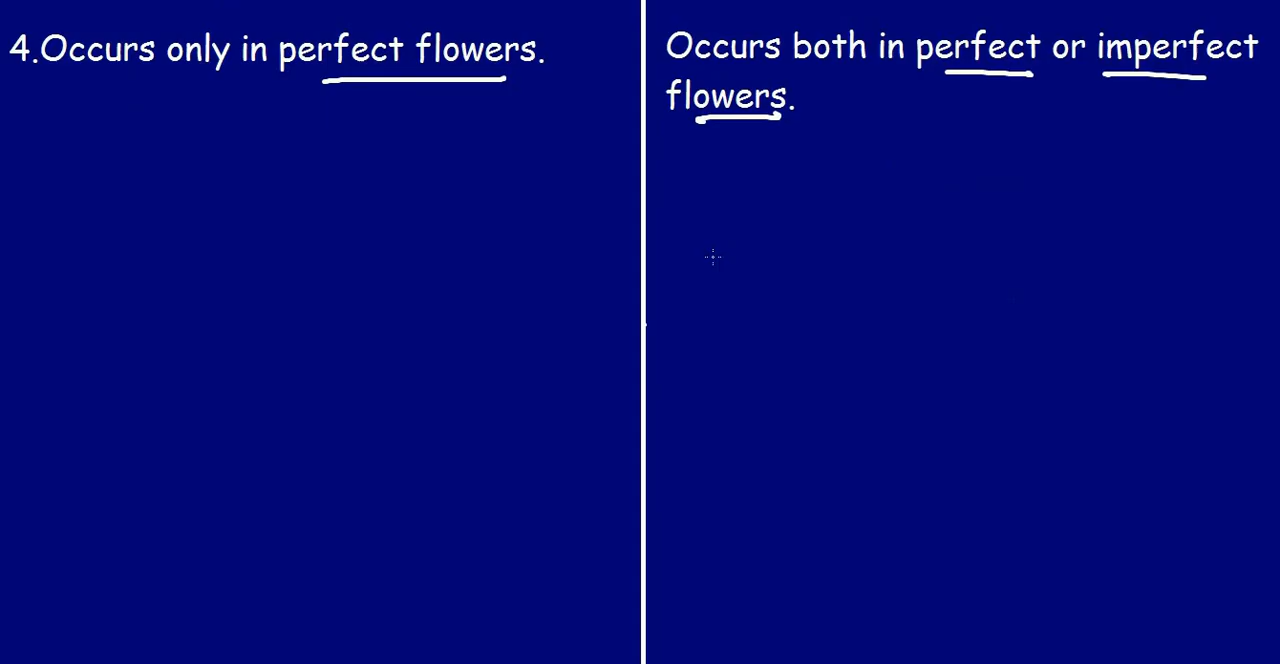 4.Occurs only in perfect flowers.
Occurs both in perfect or imperfect
flowers.